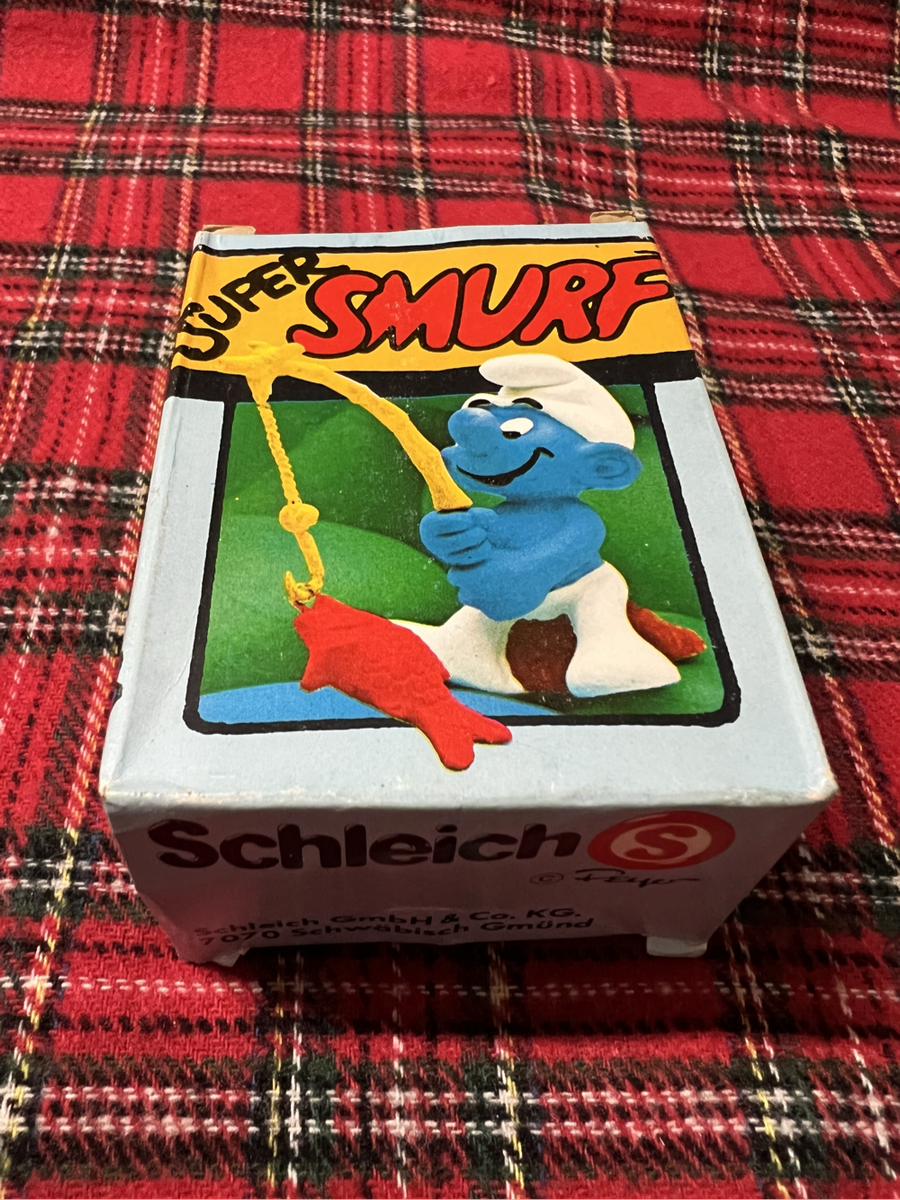 SUPER
SMURF
Schleich S
© Peyo
Schleich GmbH & Co. KG.
7070 Schwäbisch Gmünd